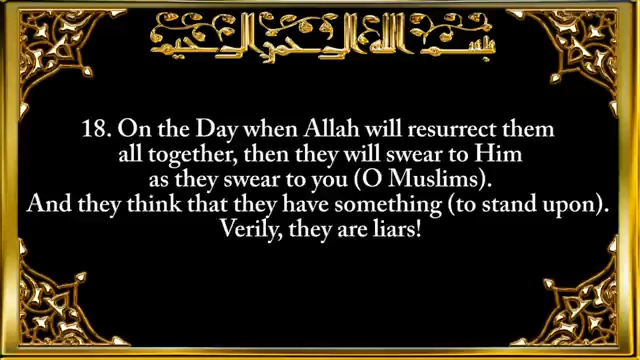 بسم الله الرحمن الرحيم
18. On the Day when Allah will resurrect them
all together, then they will swear to Him
as they swear to you (O Muslims).
And they think that they have something (to stand upon).
Verily, they are liars!